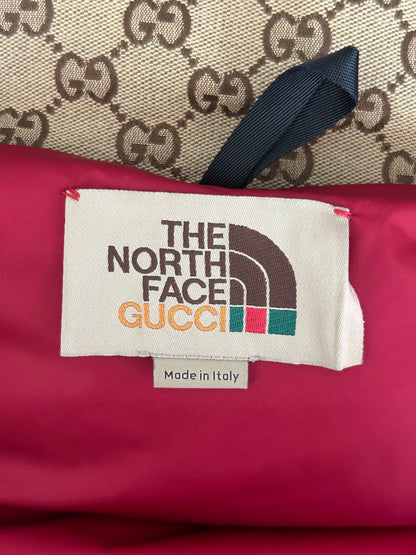 THE
NORTH
FACE
GUCCI
Made in Italy